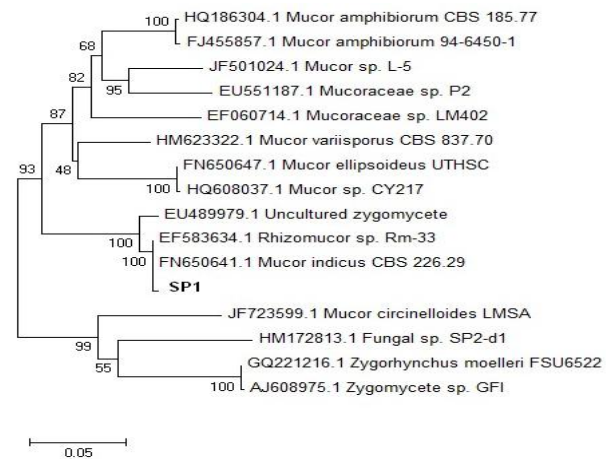 100 HQ186304.1 Mucor amphibiorum CBS 185.77
68 FJ455857.1 Mucor amphibiorum 94-6450-1
JF501024.1 Mucor sp. L-5
82
95 EU551187.1 Mucoraceae sp. P2
87 EF060714.1 Mucoraceae sp. LM402
HM623322.1 Mucor variisporus CBS 837.70
93 48 FN650647.1 Mucor ellipsoideus UTHSC
100 HQ608037.1 Mucor sp. CY217
EU489979.1 Uncultured zygomycete
100 EF583634.1 Rhizomucor sp. Rm-33
100 FN650641.1 Mucor indicus CBS 226.29
SP1
JF723599.1 Mucor circinelloides LMSA
99 HM172813.1 Fungal sp. SP2-d1
55 GQ221216.1 Zygorhynchus moelleri FSU6522
100 AJ608975.1 Zygomycete sp. GFI
0.05